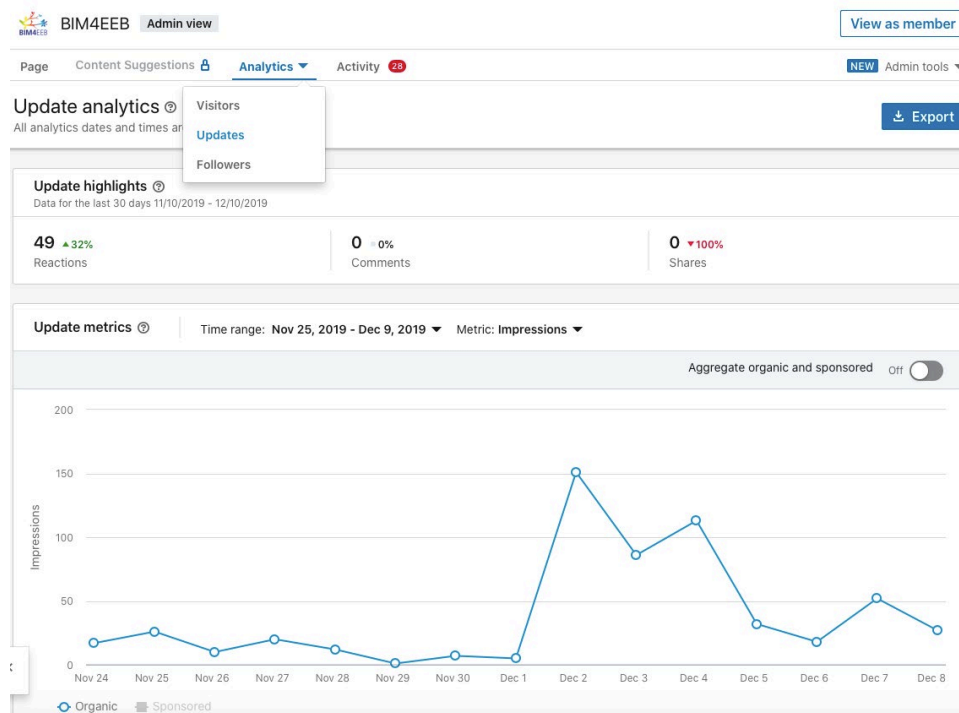 BIM4EEB
BIM4EEB Admin view
View as member
Page Content Suggestions Analytics Activity 28
NEW Admin tools
Update analytics
All analytics dates and times
Visitors
Updates
Followers
Export
Update highlights
Data for the last 30 days 11/10/2019 - 12/10/2019
49 32%
Reactions
0 0%
Comments
0 100%
Shares
Update metrics Time range: Nov 25, 2019 - Dec 9, 2019 Metric: Impressions
Aggregate organic and sponsored Off
Impressions
200
150
100
50
0
Nov 24 Nov 25 Nov 26 Nov 27 Nov 28 Nov 29 Nov 30 Dec 1 Dec 2 Dec 3 Dec 4 Dec 5 Dec 6 Dec 7 Dec 8
Organic Sponsored